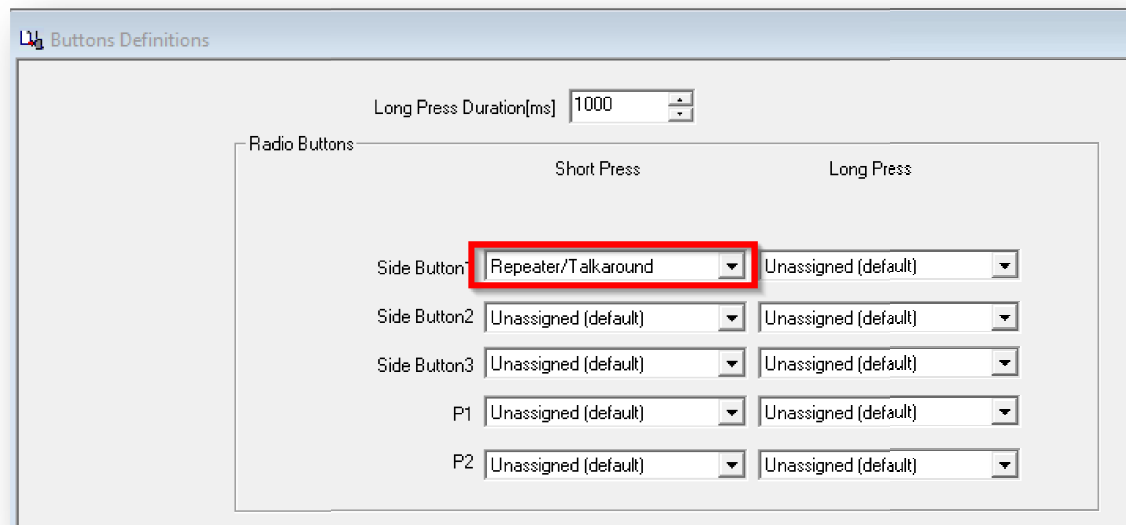 Buttons Definitions
Long Press Duration[ms] 1000
Radio Buttons
Short Press Long Press
Side Button1 Repeater/Talkaround Unassigned (default)
Side Button2 Unassigned (default) Unassigned (default)
Side Button3 Unassigned (default) Unassigned (default)
P1 Unassigned (default) Unassigned (default)
P2 Unassigned (default) Unassigned (default)